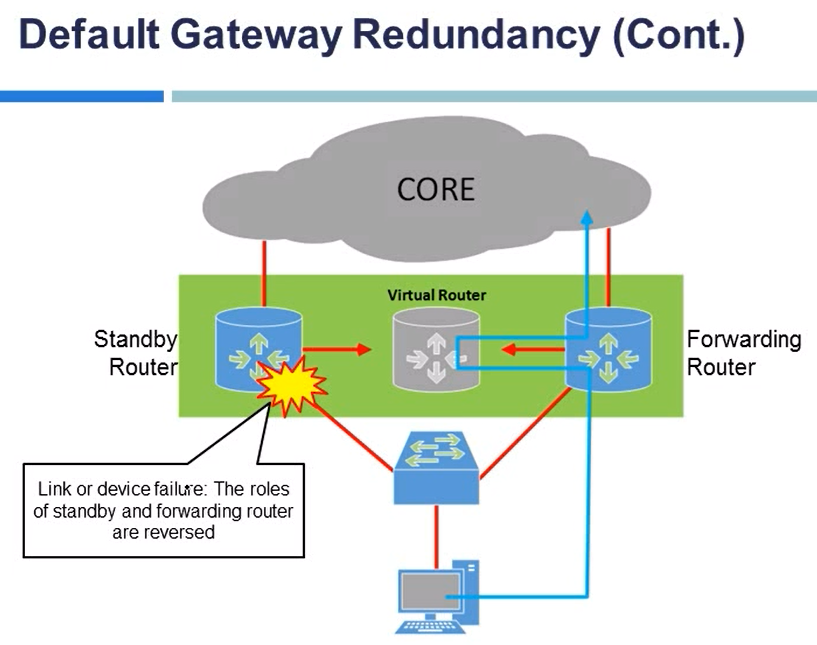 Default Gateway Redundancy (Cont.)
CORE
Virtual Router
Standby
Router
Forwarding
Router
Link or device failure: The roles
of standby and forwarding router
are reversed